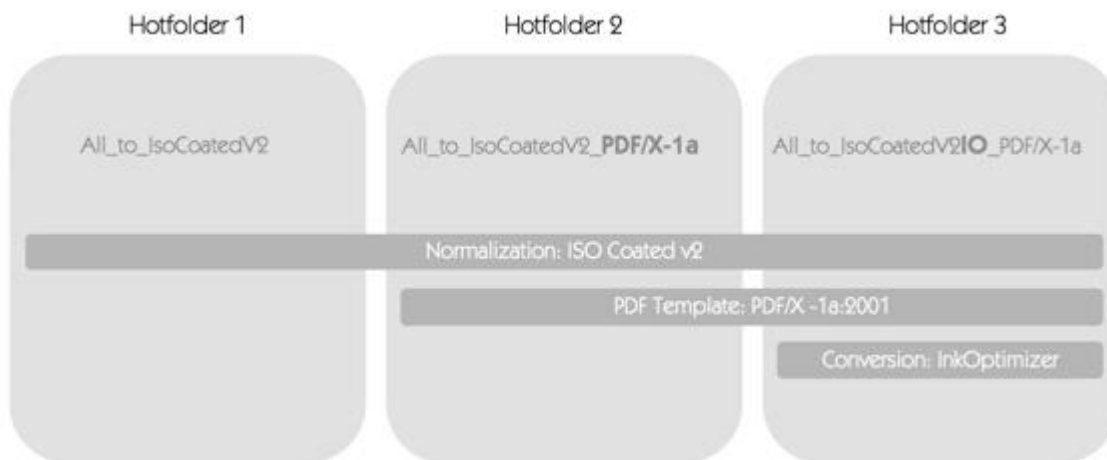 Hotfolder 1
Hotfolder 2
Hotfolder 3
All_to_IsoCoatedV2
All_to_IsoCoatedV2_PDF/X-1a
All_to_IsoCoatedV2IO_PDF/X-1a
Normalization: ISO Coated v2
PDF Template: PDF/X -1a:2001
Conversion: InkOptimizer